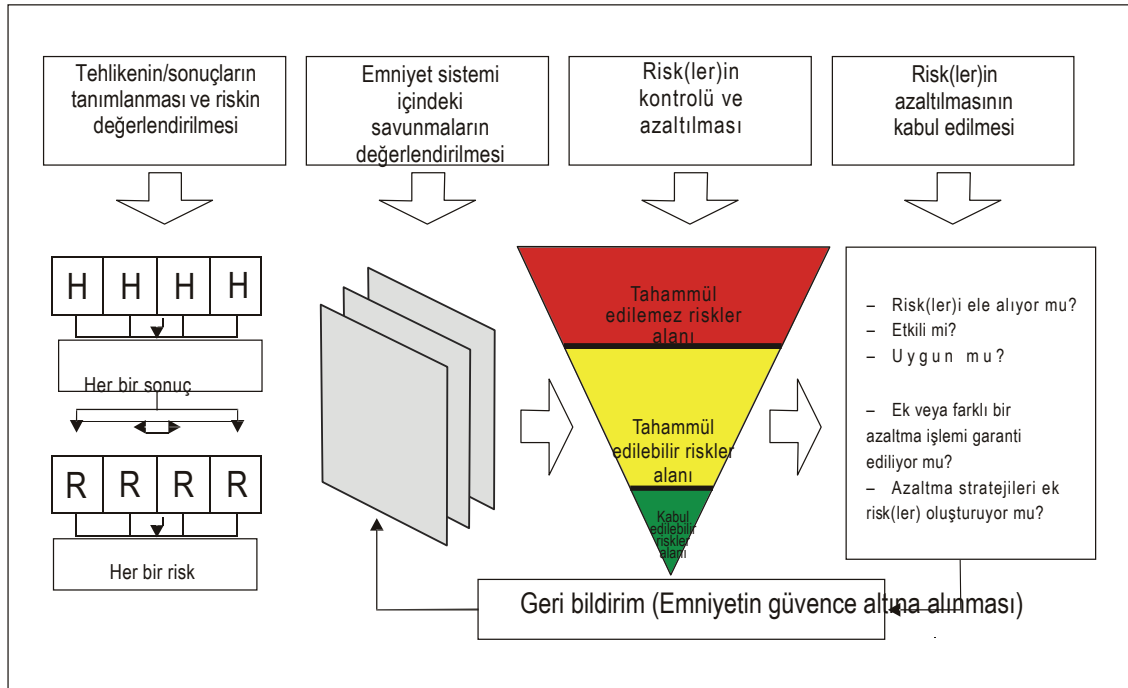 Tehlikenin/sonuçların
tanımlanması ve riskin
değerlendirilmesi
Emniyet sistemi
içindeki
savunmaların
değerlendirilmesi
Risk(ler)in
kontrolü ve
azaltılması
Risk(ler)in
azaltılmasının
kabul edilmesi
H H H H
Her bir sonuç
R R R R
Her bir risk
Tahammül
edilemez riskler
alanı
Tahammül
edilebilir riskler
alanı
Kabul
edilebilir
riskler
alanı
– Risk(ler)i ele alıyor mu?
– Etkili mi?
– Uygun mu?
– Ek veya farklı bir
azaltma işlemi garanti
ediliyor mu?
– Azaltma stratejileri ek
risk(ler) oluşturuyor mu?
Geri bildirim (Emniyetin güvence altına alınması)